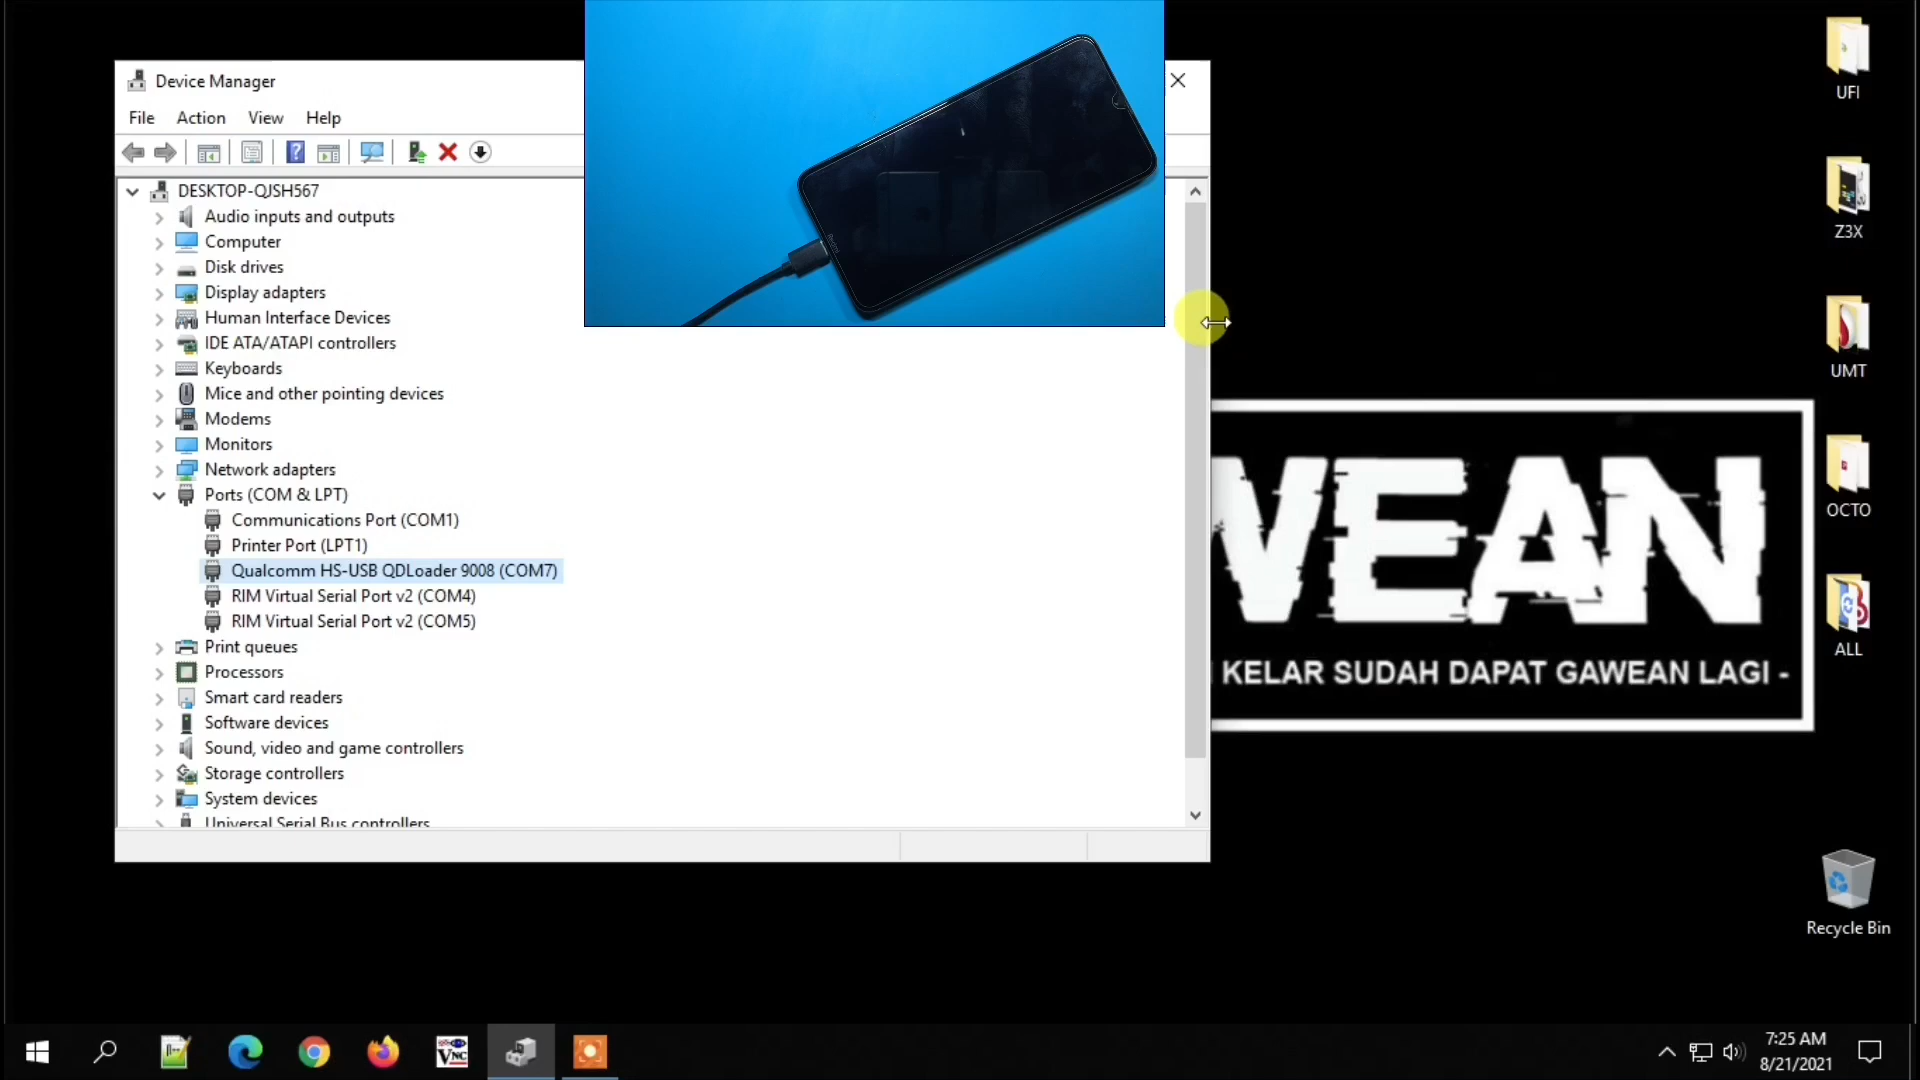 Device Manager
File Action View Help
DESKTOP-QJSH567
Audio inputs and outputs
Computer
Disk drives
Display adapters
Human Interface Devices
IDE ATA/ATAPI controllers
Keyboards
Mice and other pointing devices
Modems
Monitors
Network adapters
Ports (COM & LPT)
Communications Port (COM1)
Printer Port (LPT1)
Qualcomm HS-USB QDLoader 9008 (COM7)
RIM Virtual Serial Port v2 (COM4)
RIM Virtual Serial Port v2 (COM5)
Print queues
Processors
Smart card readers
Software devices
Sound, video and game controllers
Storage controllers
System devices
Universal Serial Bus controllers
Redmi
WEAN
KELAR SUDAH DAPAT GAWEAN LAGI -
UFI
Z3X
UMT
OCTO
ALL
Recycle Bin
VNC
7:25 AM
8/21/2021